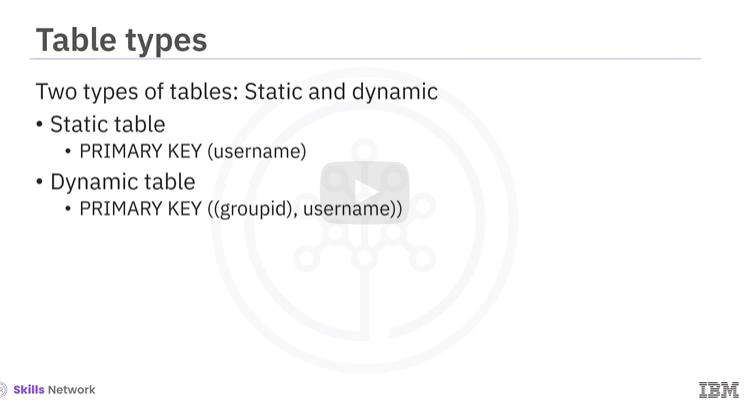 Table types
Two types of tables: Static and dynamic
• Static table
• PRIMARY KEY (username)
• Dynamic table
• PRIMARY KEY ((groupid), username))
Skills Network
IBM